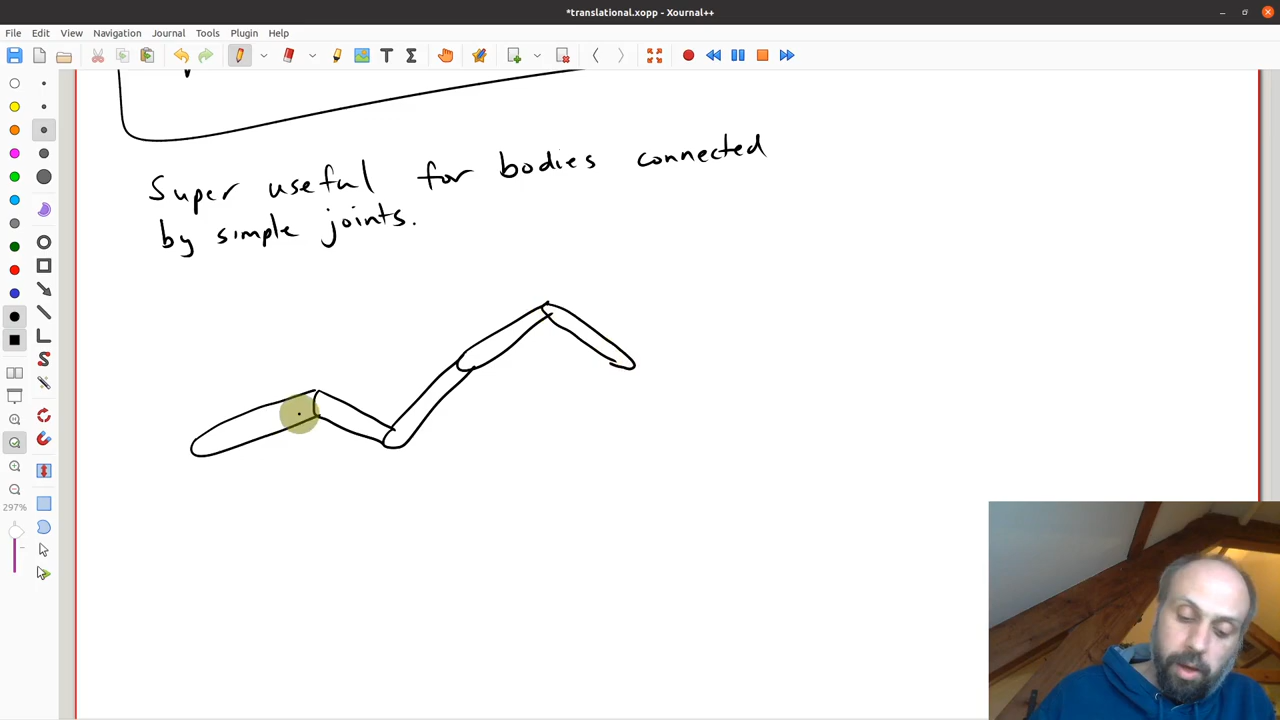 *translational.xopp - Xournal++
File Edit View Navigation Journal Tools Plugin Help
Super useful for bodies connected
by simple joints.
297%